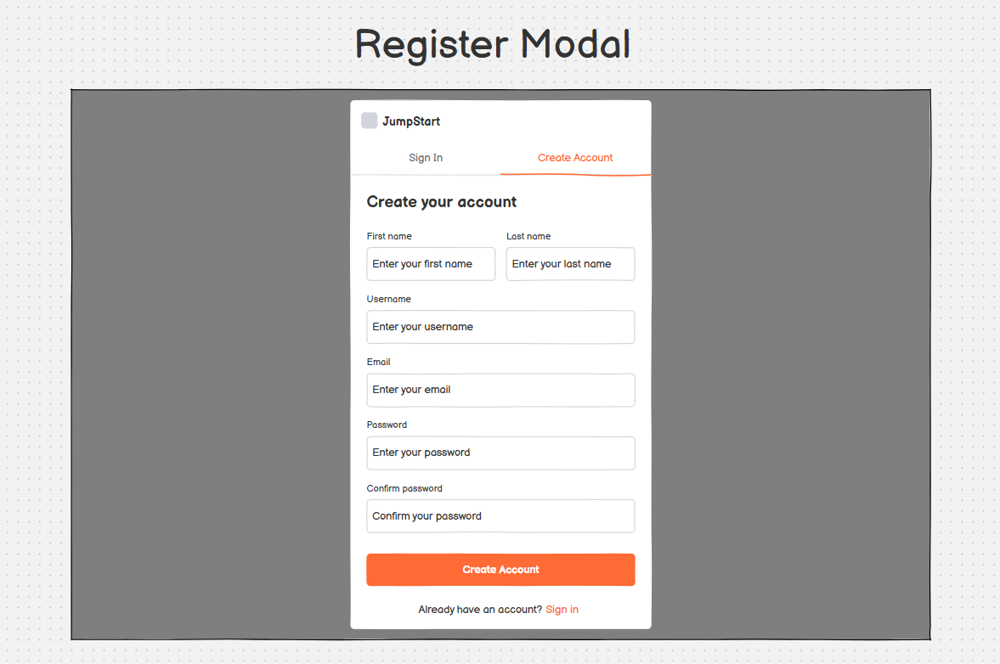 Register Modal
JumpStart
Sign In Create Account
Create your account
First name Last name
Enter your first name Enter your last name
Username
Enter your username
Email
Enter your email
Password
Enter your password
Confirm password
Confirm your password
Create Account
Already have an account? Sign in